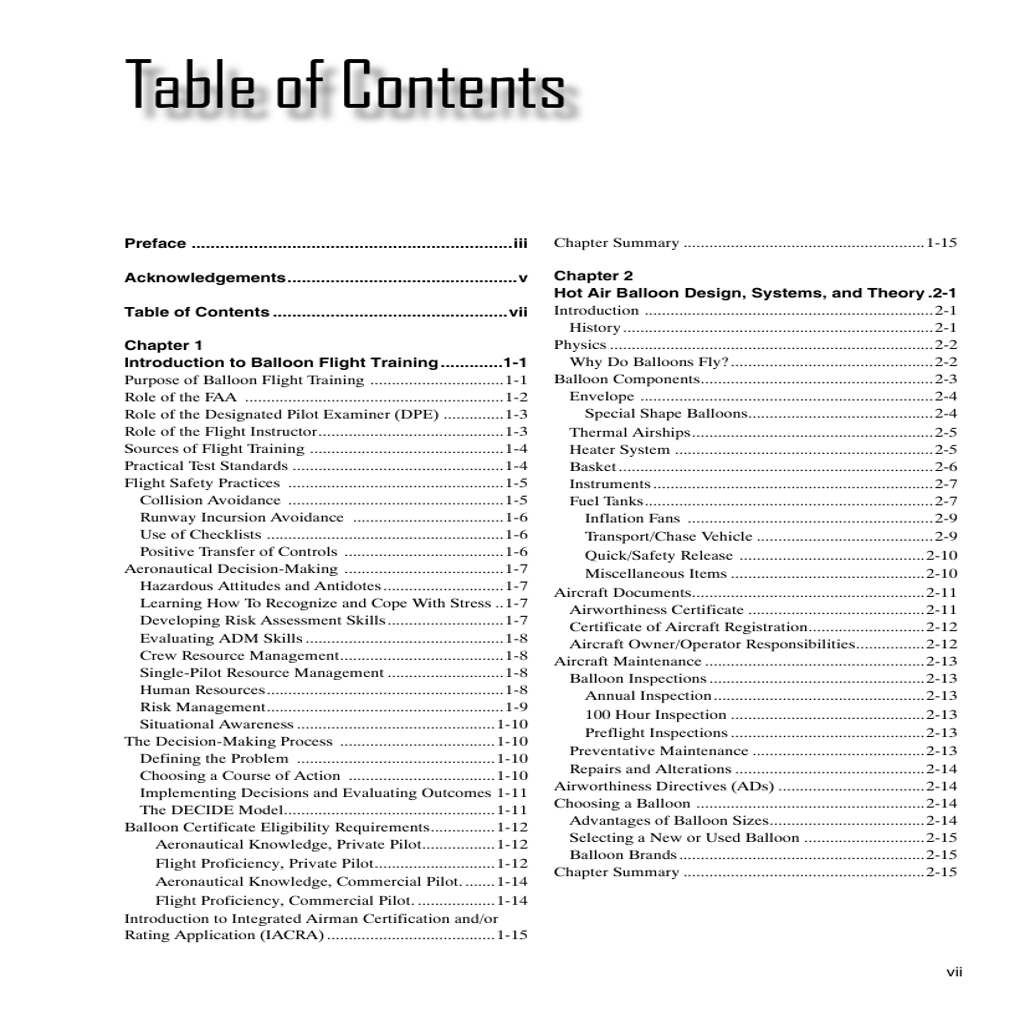 Table of Contents
Preface ...................................................................iii
Acknowledgements................................................v
Table of Contents .................................................vii
Chapter 1
Introduction to Balloon Flight Training.............1-1
Purpose of Balloon Flight Training ...............................1-1
Role of the FAA ............................................................1-2
Role of the Designated Pilot Examiner (DPE) ..............1-3
Role of the Flight Instructor...........................................1-3
Sources of Flight Training .............................................1-4
Practical Test Standards .................................................1-4
Flight Safety Practices ..................................................1-5
Collision Avoidance ..................................................1-5
Runway Incursion Avoidance ...................................1-6
Use of Checklists .......................................................1-6
Positive Transfer of Controls .....................................1-6
Aeronautical Decision-Making .....................................1-7
Hazardous Attitudes and Antidotes............................1-7
Learning How To Recognize and Cope With Stress ..1-7
Developing Risk Assessment Skills...........................1-7
Evaluating ADM Skills ..............................................1-8
Crew Resource Management......................................1-8
Single-Pilot Resource Management ...........................1-8
Human Resources.......................................................1-8
Risk Management.......................................................1-9
Situational Awareness ..............................................1-10
The Decision-Making Process ....................................1-10
Defining the Problem ..............................................1-10
Choosing a Course of Action ..................................1-10
Implementing Decisions and Evaluating Outcomes 1-11
The DECIDE Model.................................................1-11
Balloon Certificate Eligibility Requirements...............1-12
Aeronautical Knowledge, Private Pilot.................1-12
Flight Proficiency, Private Pilot............................1-12
Aeronautical Knowledge, Commercial Pilot. .......1-14
Flight Proficiency, Commercial Pilot. ..................1-14
Introduction to Integrated Airman Certification and/or
Rating Application (IACRA) .......................................1-15
Chapter Summary ........................................................1-15
Chapter 2
Hot Air Balloon Design, Systems, and Theory .2-1
Introduction ...................................................................2-1
History........................................................................2-1
Physics ...........................................................................2-2
Why Do Balloons Fly?...............................................2-2
Balloon Components......................................................2-3
Envelope ....................................................................2-4
Special Shape Balloons...........................................2-4
Thermal Airships........................................................2-5
Heater System ............................................................2-5
Basket.........................................................................2-6
Instruments.................................................................2-7
Fuel Tanks...................................................................2-7
Inflation Fans .........................................................2-9
Transport/Chase Vehicle .........................................2-9
Quick/Safety Release ...........................................2-10
Miscellaneous Items .............................................2-10
Aircraft Documents......................................................2-11
Airworthiness Certificate .........................................2-11
Certificate of Aircraft Registration...........................2-12
Aircraft Owner/Operator Responsibilities................2-12
Aircraft Maintenance ...................................................2-13
Balloon Inspections..................................................2-13
Annual Inspection.................................................2-13
100 Hour Inspection .............................................2-13
Preflight Inspections .............................................2-13
Preventative Maintenance ........................................2-13
Repairs and Alterations ............................................2-14
Airworthiness Directives (ADs) ..................................2-14
Choosing a Balloon .....................................................2-14
Advantages of Balloon Sizes....................................2-14
Selecting a New or Used Balloon ............................2-15
Balloon Brands.........................................................2-15
Chapter Summary ........................................................2-15
vii